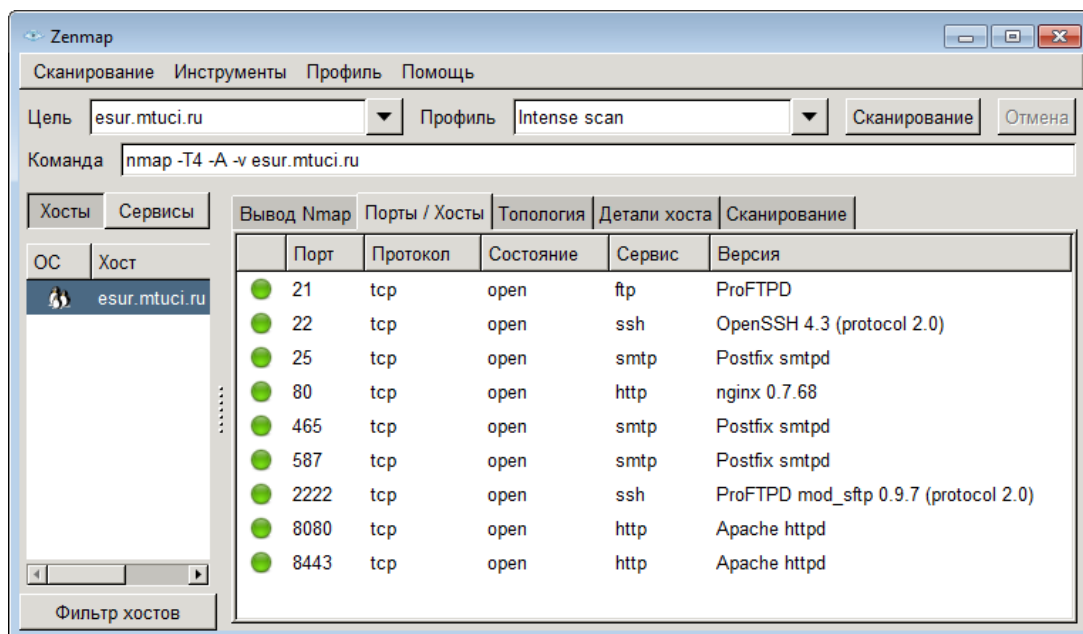 Zenmap
Сканирование Инструменты Профиль Помощь
Цель esur.mtuci.ru Профиль Intense scan Сканирование Отмена
Команда nmap -T4 -A -v esur.mtuci.ru
Хосты Сервисы Вывод Nmap Порты / Хосты Топология Детали хоста Сканирование
ОС Хост Порт Протокол Состояние Сервис Версия
esur.mtuci.ru 21 tcp open ftp ProFTPD
22 tcp open ssh OpenSSH 4.3 (protocol 2.0)
25 tcp open smtp Postfix smtpd
80 tcp open http nginx 0.7.68
465 tcp open smtp Postfix smtpd
587 tcp open smtp Postfix smtpd
2222 tcp open ssh ProFTPD mod_sftp 0.9.7 (protocol 2.0)
8080 tcp open http Apache httpd
8443 tcp open http Apache httpd
Фильтр хостов